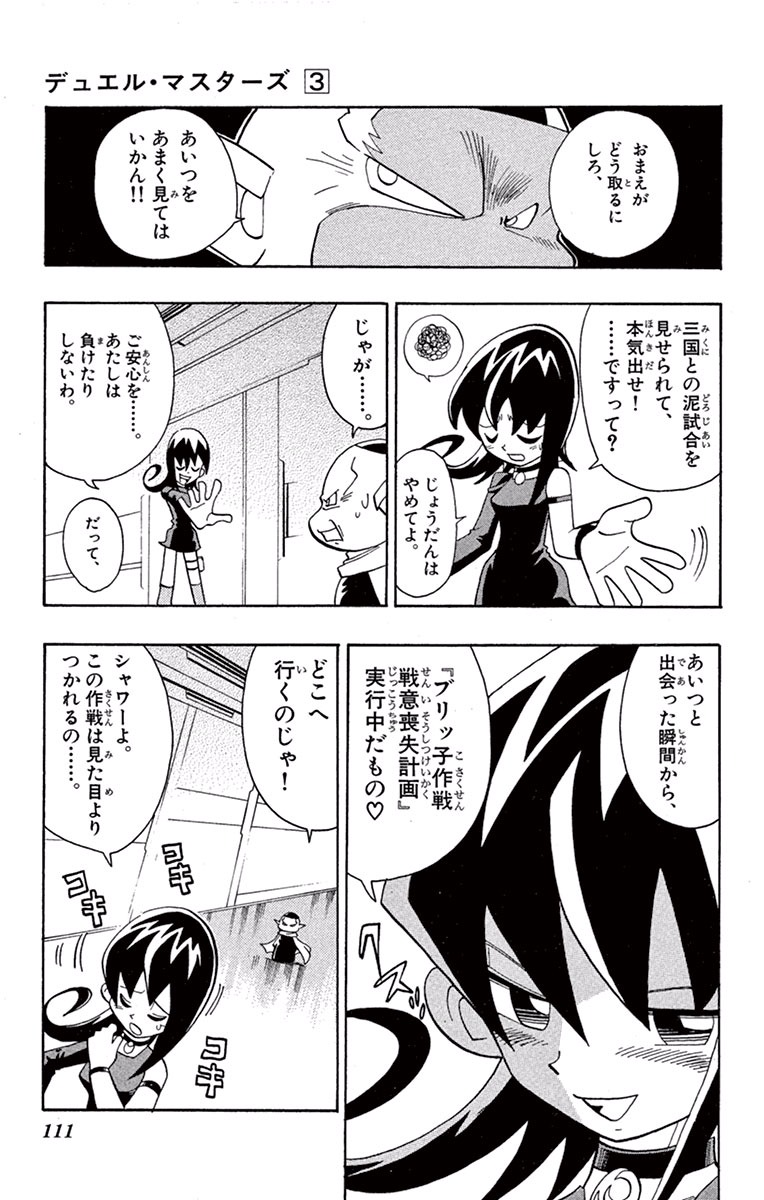 デュエル・マスターズ 3
おまえが
どう取るに
しろ、
あいつを
あまく見ては
いかん!!
三国との泥試合を
見せられて、
本気出せ!
……ですって?
じょうだんは
やめてよ。
じゃが……。
ご安心を……。
あたしは
負けたり
しないわ。
だって、
あいつと
出会った瞬間から、
『ブリッ子作戦
戦意喪失計画』
実行中だもの♡
クスッ
どこへ
行くのじゃ!
シャワーよ。
この作戦は見た目より
つかれるの……。
コキ
コキ
コキ
111